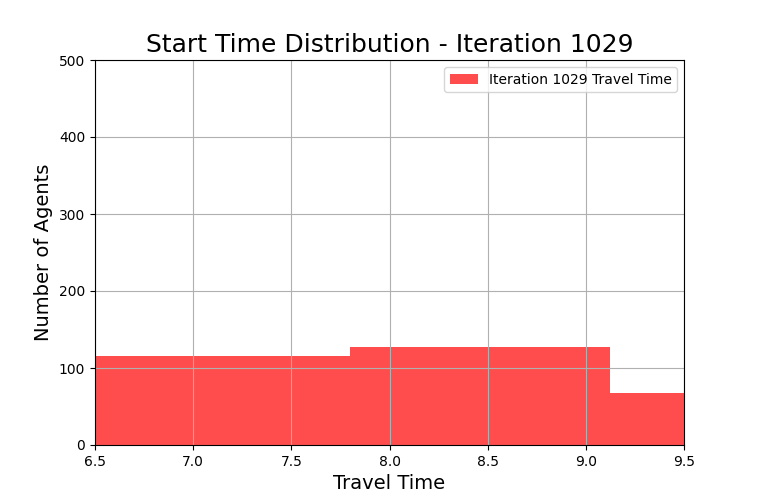 Start Time Distribution - Iteration 1029
Iteration 1029 Travel Time
Number of Agents
500
400
300
200
100
0
6.5 7.0 7.5 8.0 8.5 9.0 9.5
Travel Time